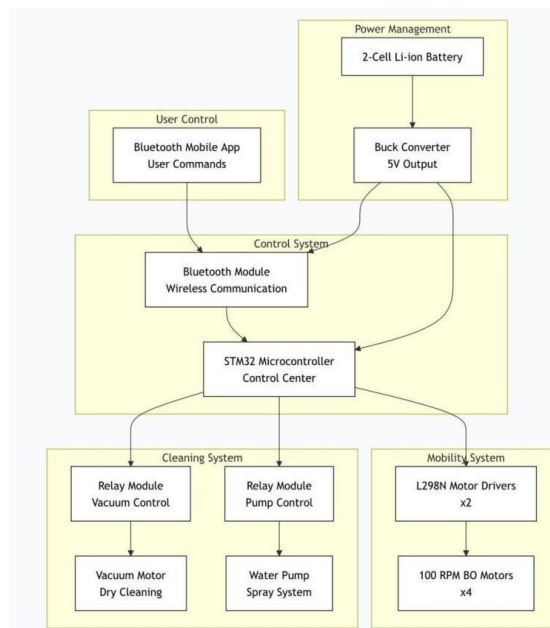 Power Management
2-Cell Li-ion Battery
User Control
Bluetooth Mobile App
User Commands
Buck Converter
5V Output
Control System
Bluetooth Module
Wireless Communication
STM32 Microcontroller
Control Center
Cleaning System
Mobility System
Relay Module
Vacuum Control
Relay Module
Pump Control
L298N Motor Drivers
x2
Vacuum Motor
Dry Cleaning
Water Pump
Spray System
100 RPM BO Motors
x4